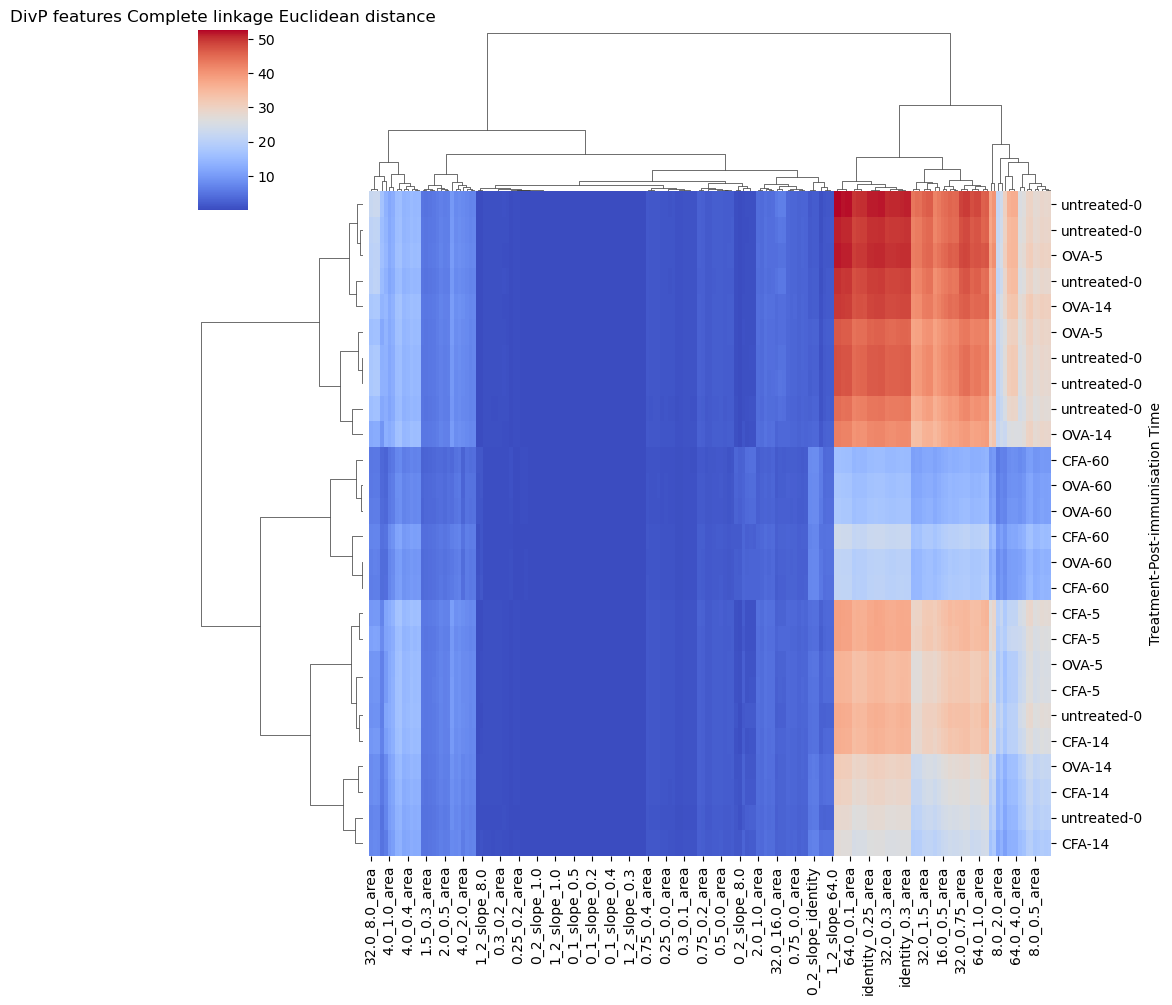 DivP features Complete linkage Euclidean distance
50
40
30
20
10
untreated-0
untreated-0
OVA-5
untreated-0
OVA-14
OVA-5
untreated-0
untreated-0
untreated-0
OVA-14
CFA-60
OVA-60
OVA-60
CFA-60
OVA-60
CFA-60
CFA-5
CFA-5
OVA-5
CFA-5
untreated-0
CFA-14
OVA-14
CFA-14
untreated-0
CFA-14
Treatment-Post-immunisation Time
32.0_8.0_area
4.0_1.0_area
4.0_0.4_area
1.5_0.3_area
2.0_0.5_area
4.0_2.0_area
1_2_slope_8.0
0.3_0.2_area
0.25_0.2_area
0_2_slope_1.0
1_2_slope_1.0
0_1_slope_0.5
0_1_slope_0.2
0_1_slope_0.4
1_2_slope_0.3
0.75_0.4_area
0.25_0.0_area
0.3_0.1_area
0.75_0.2_area
0.5_0.0_area
0_2_slope_8.0
2.0_1.0_area
32.0_16.0_area
0.75_0.0_area
0_2_slope_identity
1_2_slope_64.0
64.0_0.1_area
identity_0.25_area
32.0_0.3_area
identity_0.3_area
32.0_1.5_area
16.0_0.5_area
32.0_0.75_area
64.0_1.0_area
8.0_2.0_area
64.0_4.0_area
8.0_0.5_area